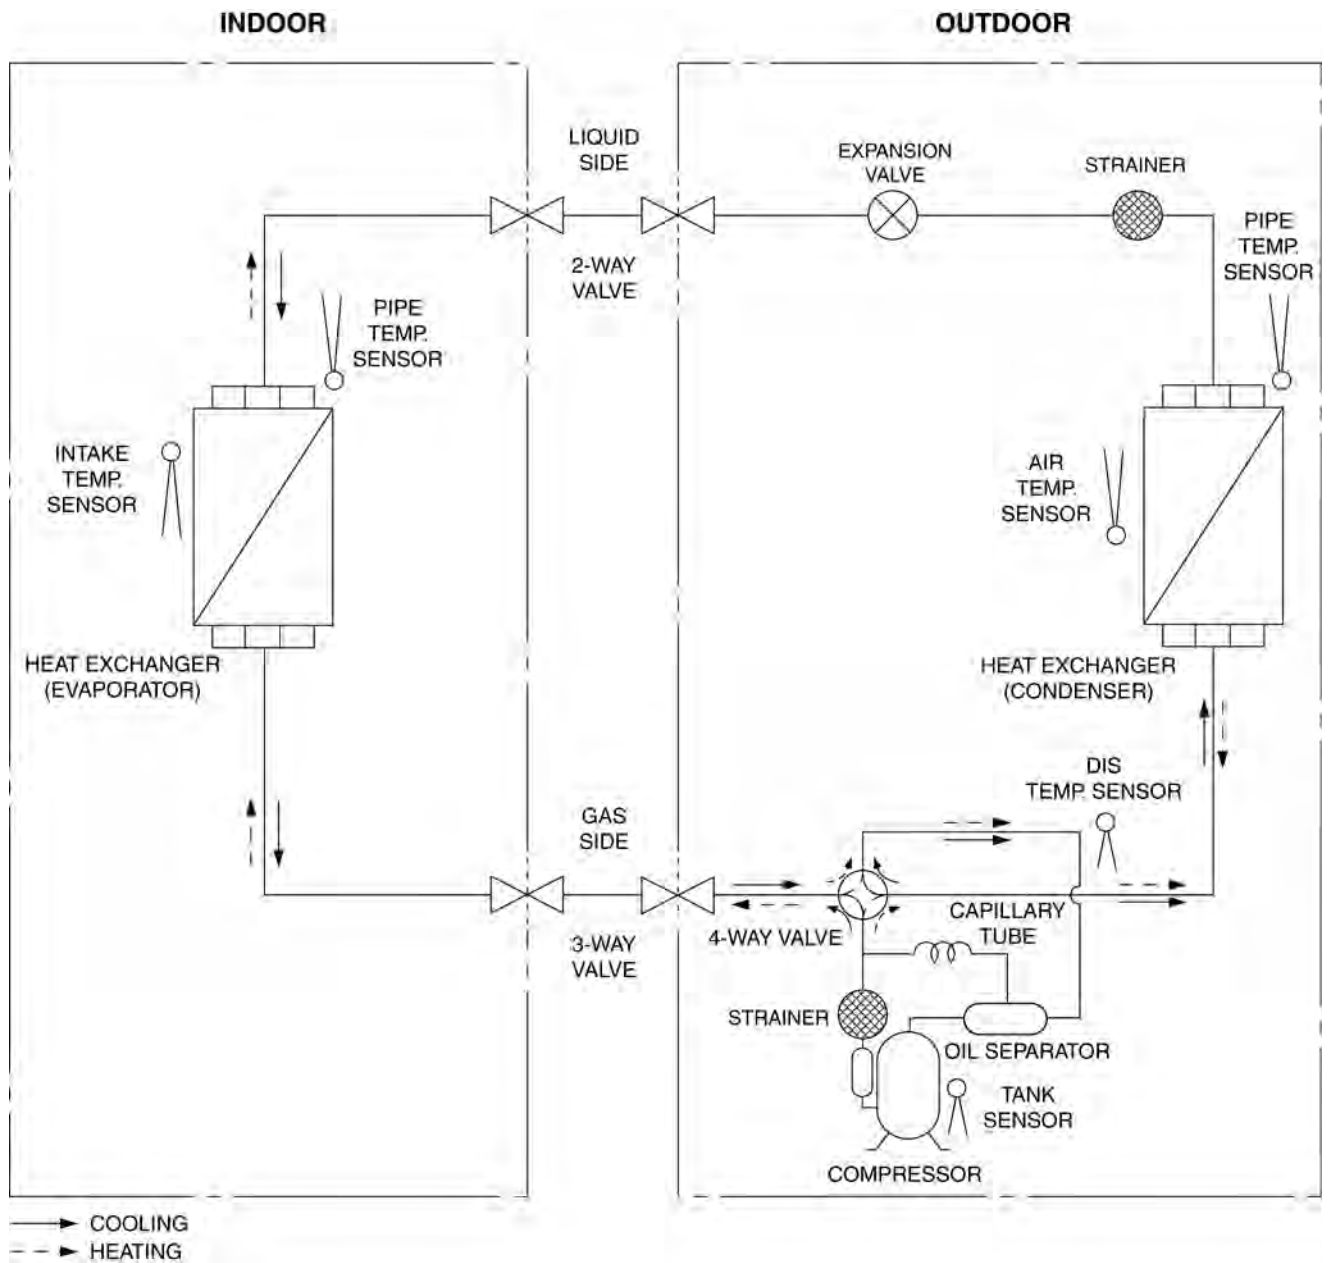 INDOOR
OUTDOOR
LIQUID
SIDE
EXPANSION
VALVE
STRAINER
PIPE
TEMP.
SENSOR
2-WAY
VALVE
PIPE
TEMP.
SENSOR
INTAKE
TEMP.
SENSOR
AIR
TEMP.
SENSOR
HEAT EXCHANGER
(EVAPORATOR)
HEAT EXCHANGER
(CONDENSER)
DIS
TEMP. SENSOR
GAS
SIDE
3-WAY
VALVE
4-WAY VALVE
CAPILLARY
TUBE
STRAINER
OIL SEPARATOR
TANK
SENSOR
COMPRESSOR
COOLING
HEATING